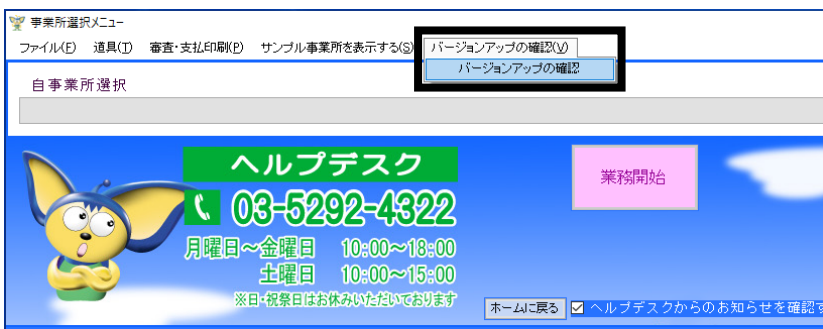 事業所選択メニュー
ファイル(F) 道具(T) 審査・支払印刷(P) サンプル事業所を表示する(S) バージョンアップの確認(V)
バージョンアップの確認
自事業所選択
ヘルプデスク
03-5292-4322
月曜日～金曜日 10:00～18:00
土曜日 10:00～15:00
※日・祝祭日はお休みいただいております
業務開始
ホームに戻る ヘルプデスクからのお知らせを確認す